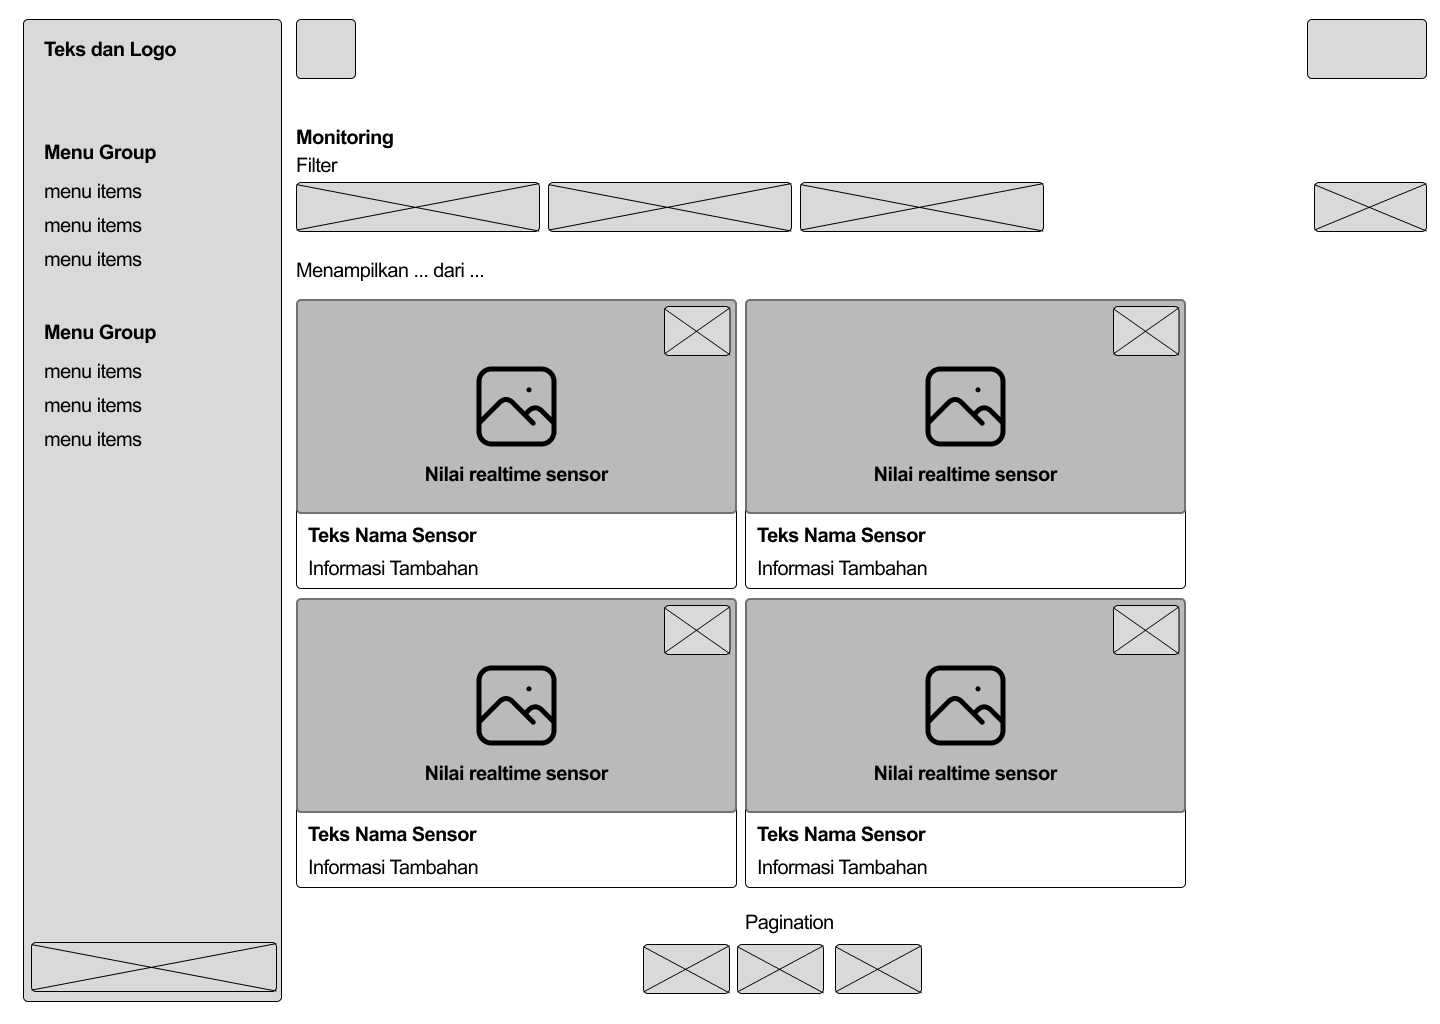 Teks dan Logo
Menu Group
menu items
menu items
menu items
Menu Group
menu items
menu items
menu items
Monitoring
Filter
Menampilkan ... dari ...
Nilai realtime sensor
Teks Nama Sensor
Informasi Tambahan
Nilai realtime sensor
Teks Nama Sensor
Informasi Tambahan
Nilai realtime sensor
Teks Nama Sensor
Informasi Tambahan
Nilai realtime sensor
Teks Nama Sensor
Informasi Tambahan
Pagination